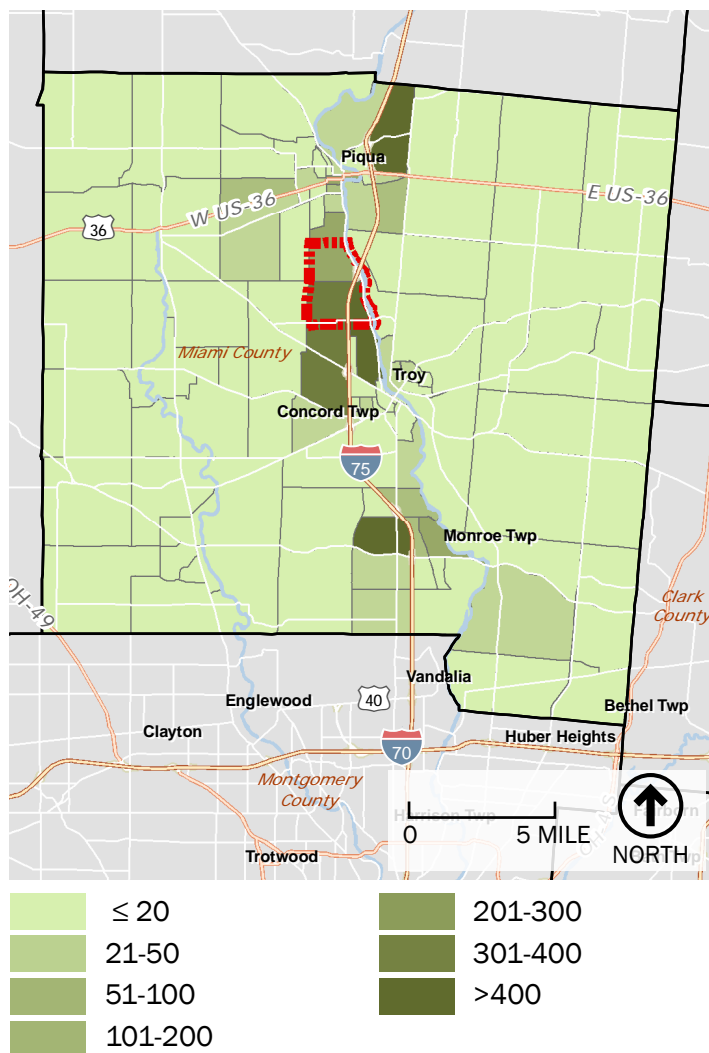 Piqua
W US-36
E US-36
36
Miami County
Troy
Concord Twp
75
Monroe Twp
OH-49
Clark
County
Vandalia
Englewood
40
Bethel Twp
Clayton
Huber Heights
70
Montgomery
County
Harrison Twp
Fairborn
0
5 MILE
Trotwood
NORTH
≤ 20
201-300
21-50
301-400
51-100
>400
101-200